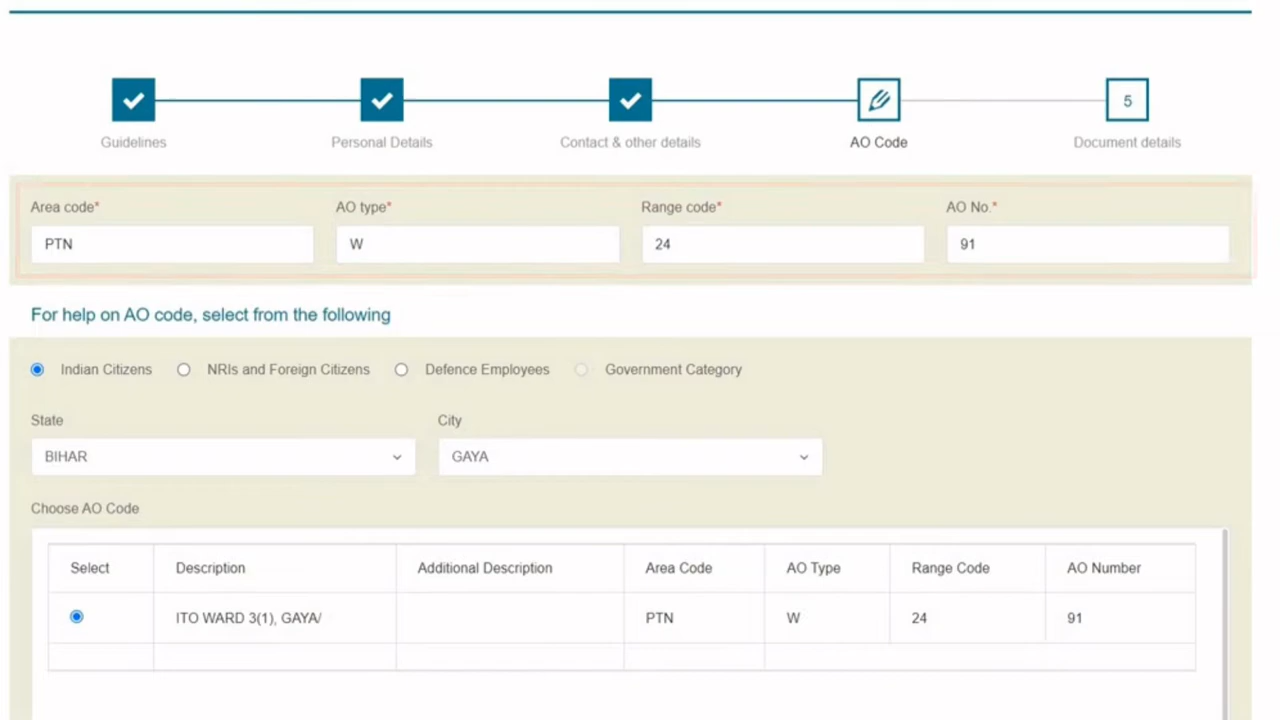 5
Guidelines Personal Details Contact & other details AO Code Document details
Area code* AO type* Range code* AO No.*
PTN W 24 91
For help on AO code, select from the following
Indian Citizens NRIs and Foreign Citizens Defence Employees Government Category
State City
BIHAR GAYA
Choose AO Code
Select Description Additional Description Area Code AO Type Range Code AO Number
ITO WARD 3(1), GAYA/ PTN W 24 91